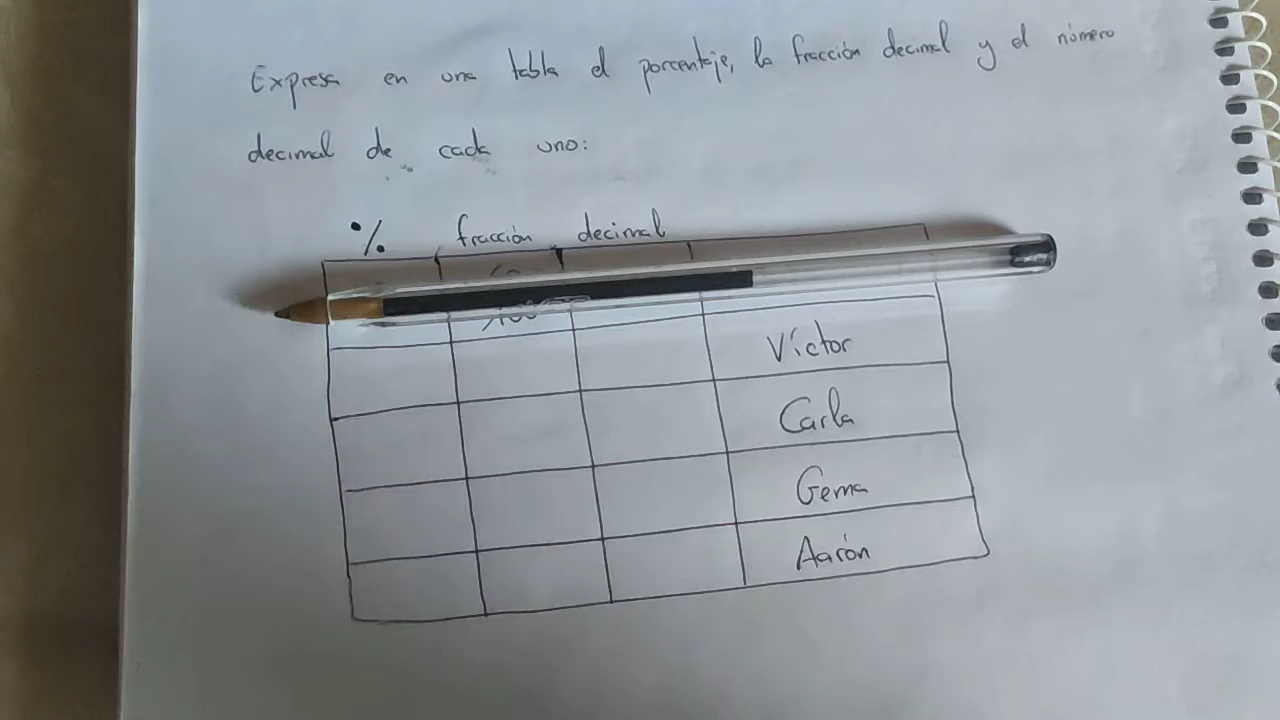 Expresa en una tabla el porcentaje, la fracción decimal y el número
decimal de cada uno:
% fracción decimal
Víctor
Carla
Gema
Aarón